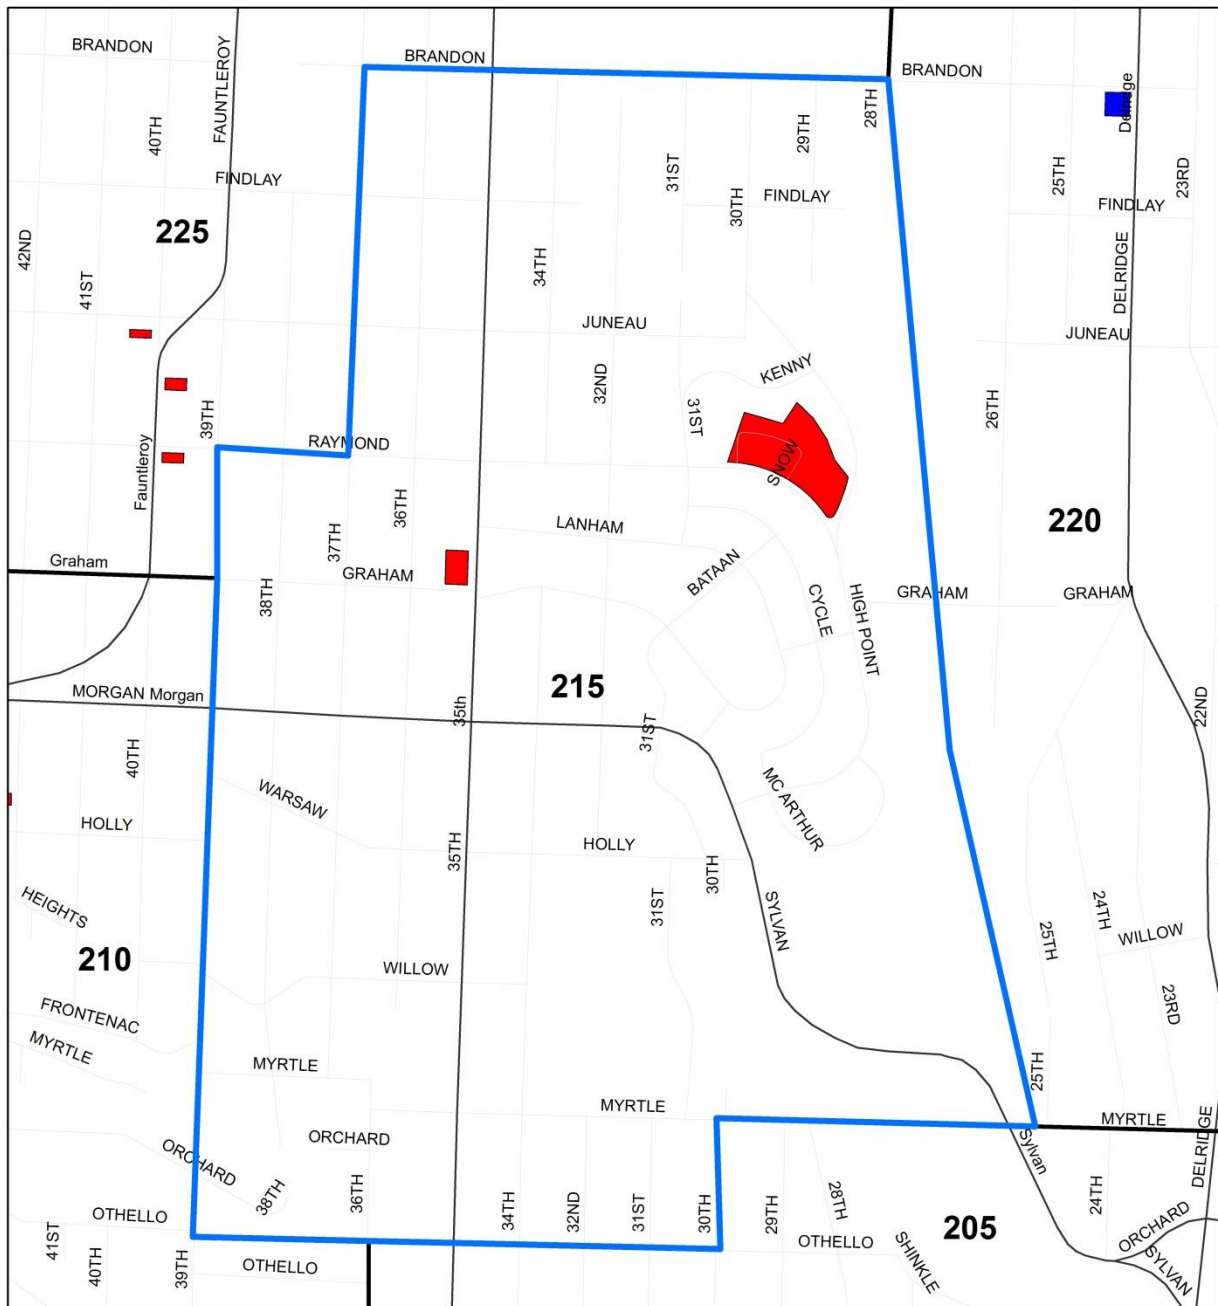 BRANDON
FAUNTLEROY
BRANDON
BRANDON
Delridge
40TH
28TH
29TH
31ST
25TH
23RD
FINDLAY
30TH
FINDLAY
FINDLAY
225
42ND
41ST
34TH
DELRIDGE
JUNEAU
JUNEAU
KENNY
32ND
39TH
31ST
26TH
RAYMOND
SNOW
Fauntleroy
36TH
37TH
LANHAM
220
Graham
38TH
GRAHAM
BATAAN
CYCLE
HIGH POINT
GRAHAM
GRAHAM
215
MORGAN Morgan
35th
31ST
22ND
40TH
WARSAW
MC ARTHUR
HOLLY
35TH
HOLLY
30TH
HEIGHTS
31ST
SYLVAN
24TH
25TH
WILLOW
210
WILLOW
FRONTENAC
23RD
MYRTLE
MYRTLE
25TH
MYRTLE
MYRTLE
ORCHARD
Sylvan
DELRIDGE
ORCHARD
38TH
36TH
34TH
32ND
31ST
30TH
29TH
28TH
24TH
OTHELLO
205
ORCHARD
41ST
40TH
39TH
OTHELLO
OTHELLO
SHINKLE
SYLVAN